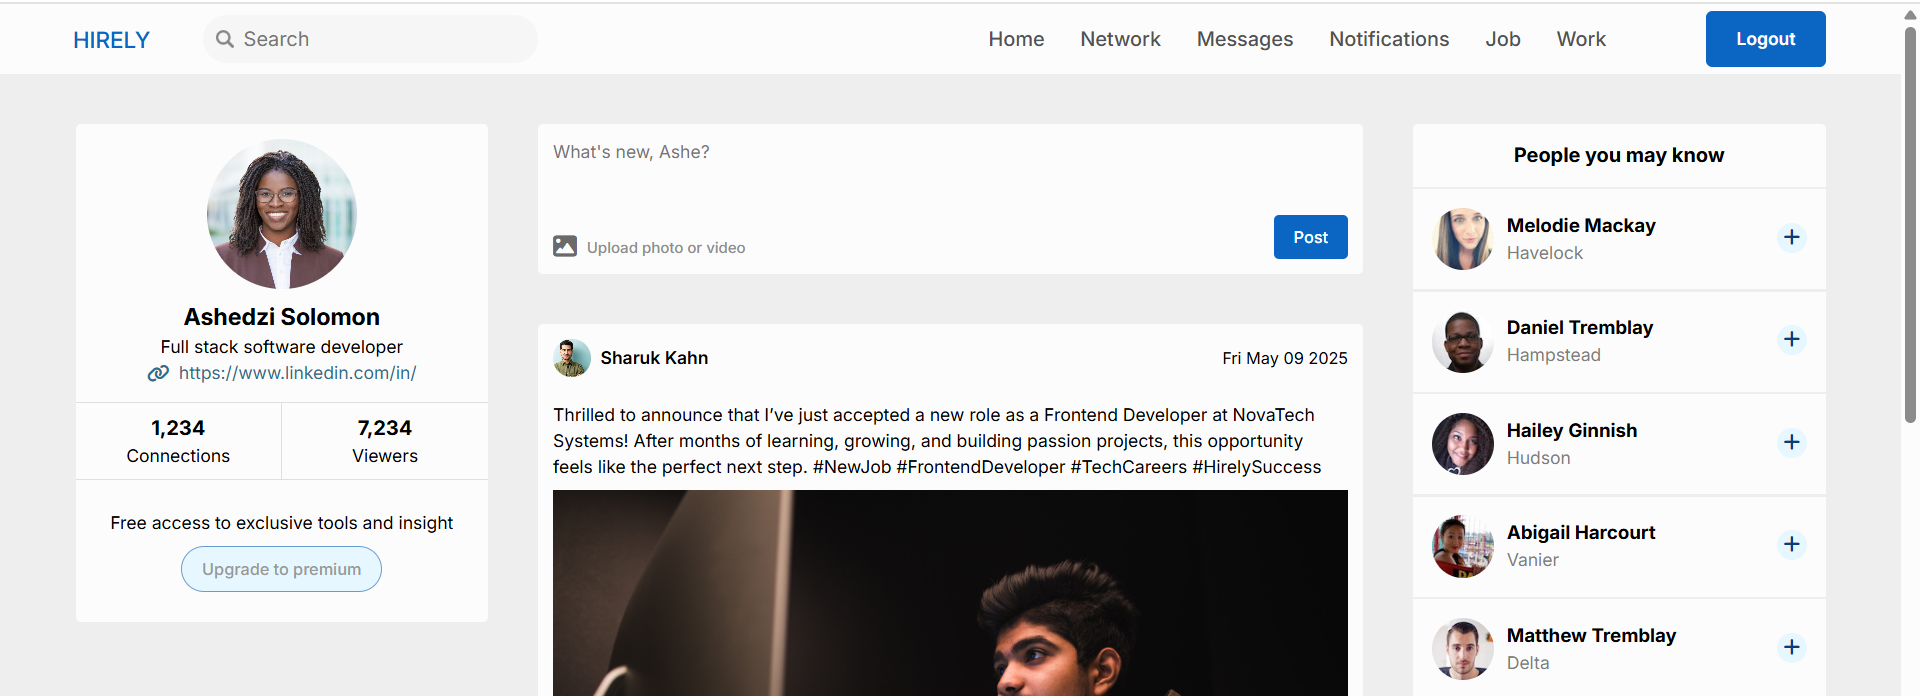 HIRELY
Search
Home
Network
Messages
Notifications
Job
Work
Logout
Ashedzi Solomon
Full stack software developer
https://www.linkedin.com/in/
1,234
Connections
7,234
Viewers
Free access to exclusive tools and insight
Upgrade to premium
What's new, Ashe?
Upload photo or video
Post
Sharuk Kahn
Fri May 09 2025
Thrilled to announce that I’ve just accepted a new role as a Frontend Developer at NovaTech
Systems! After months of learning, growing, and building passion projects, this opportunity
feels like the perfect next step. #NewJob #FrontendDeveloper #TechCareers #HirelySuccess
People you may know
Melodie Mackay
Havelock
Daniel Tremblay
Hampstead
Hailey Ginnish
Hudson
Abigail Harcourt
Vanier
Matthew Tremblay
Delta